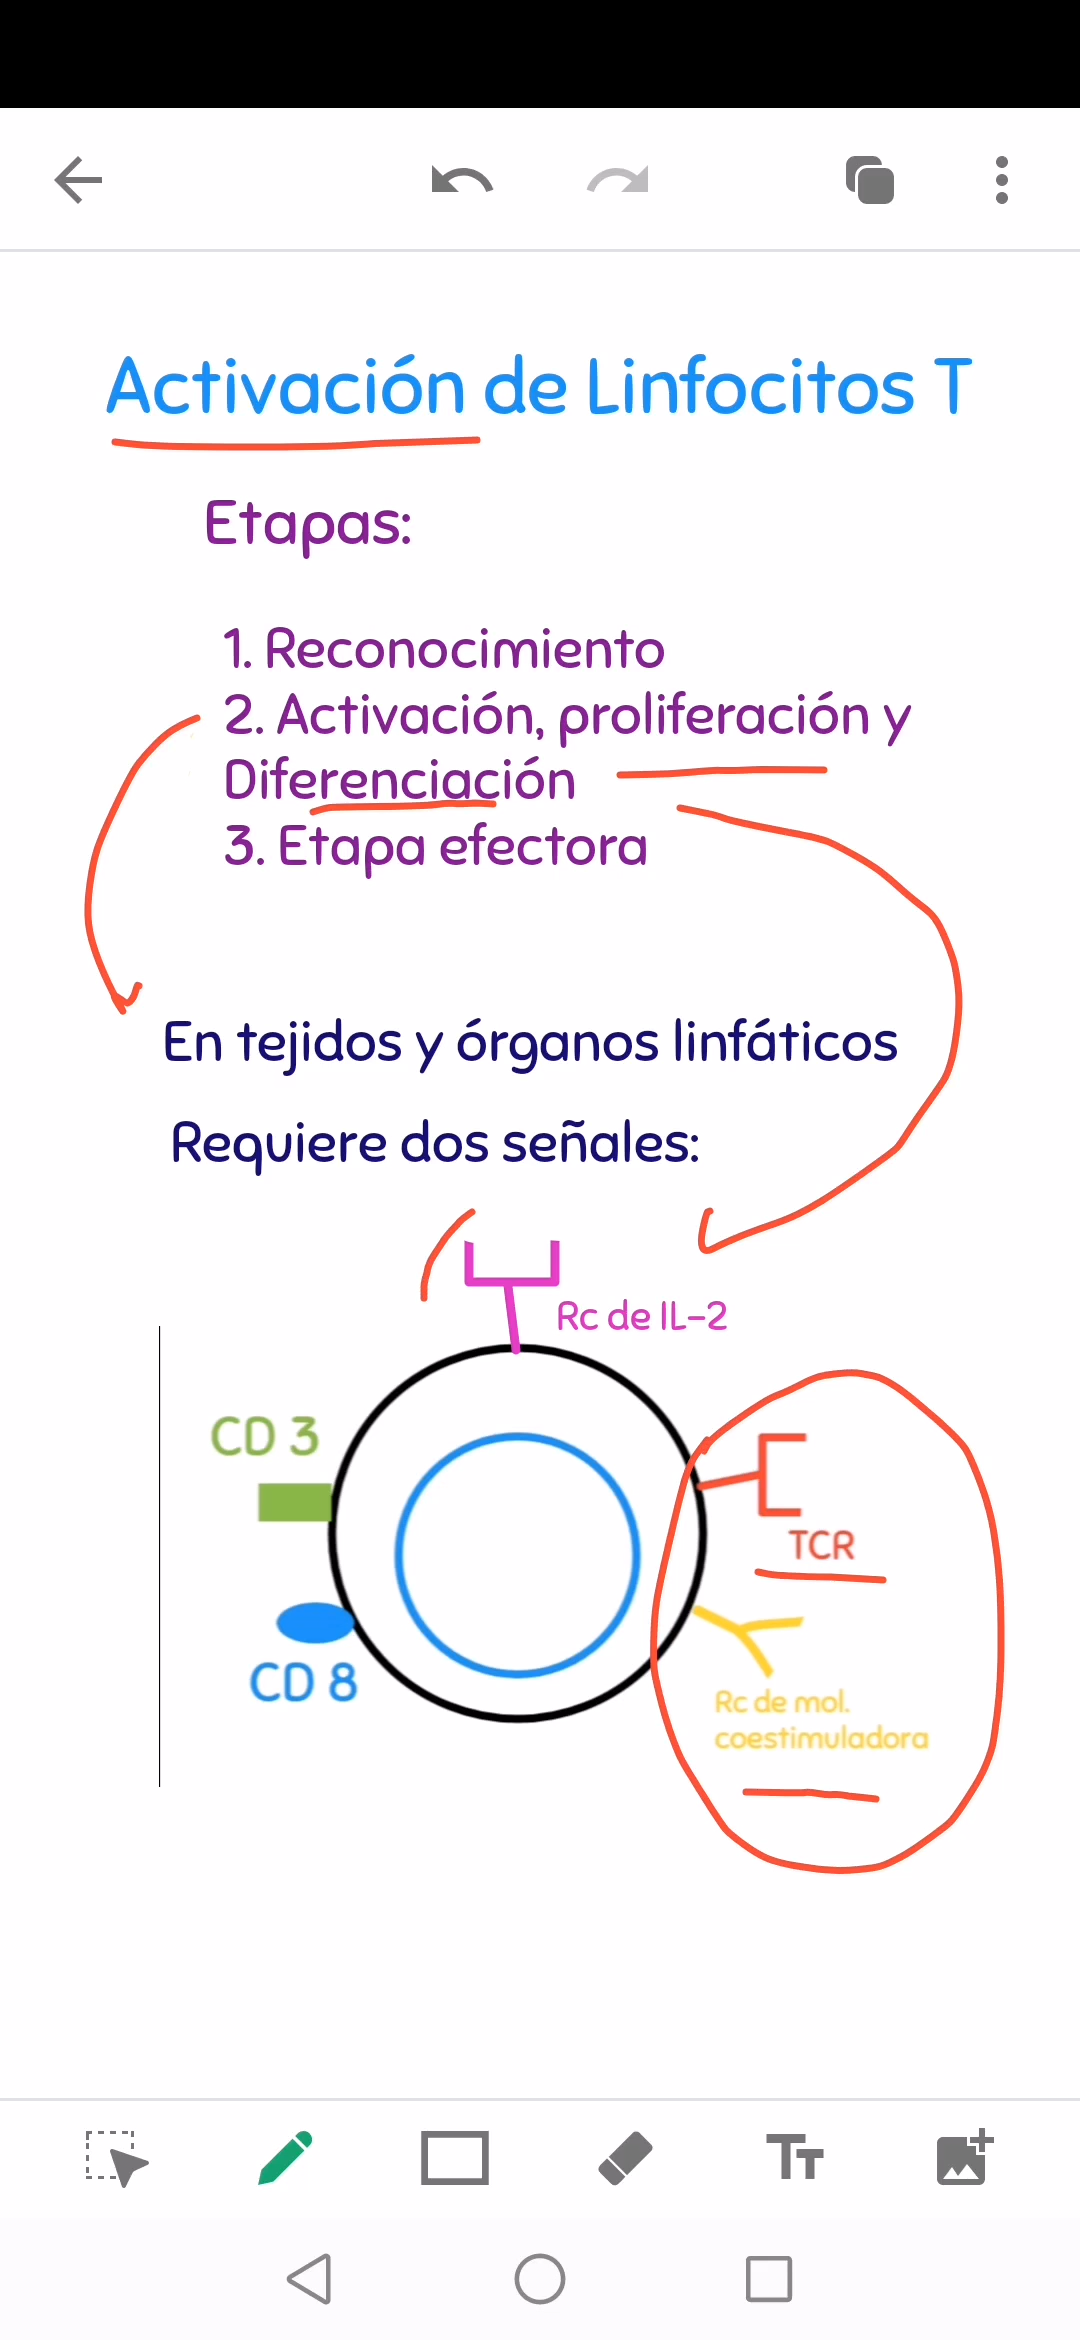 Activación de Linfocitos T
Etapas:
1. Reconocimiento
2. Activación, proliferación y
Diferenciación
3. Etapa efectora
En tejidos y órganos linfáticos
Requiere dos señales:
Rc de IL-2
CD 3
TCR
CD 8
Rc de mol.
coestimuladora